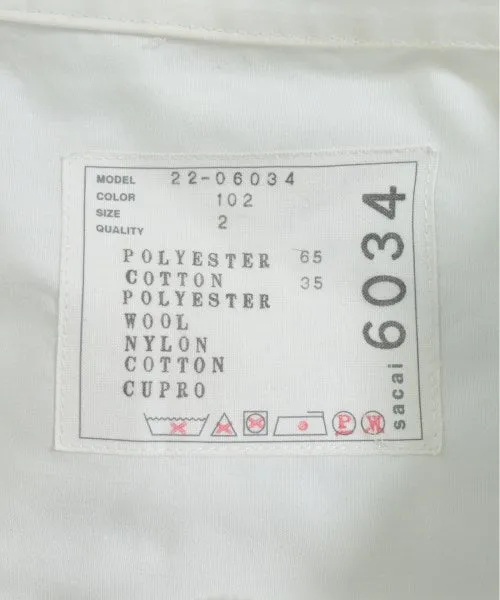 MODEL 22-06034
COLOR 102
SIZE 2
QUALITY
POLYESTER 65
COTTON 35
POLYESTER
WOOL
NYLON
COTTON
CUPRO
P W
sacai 6034